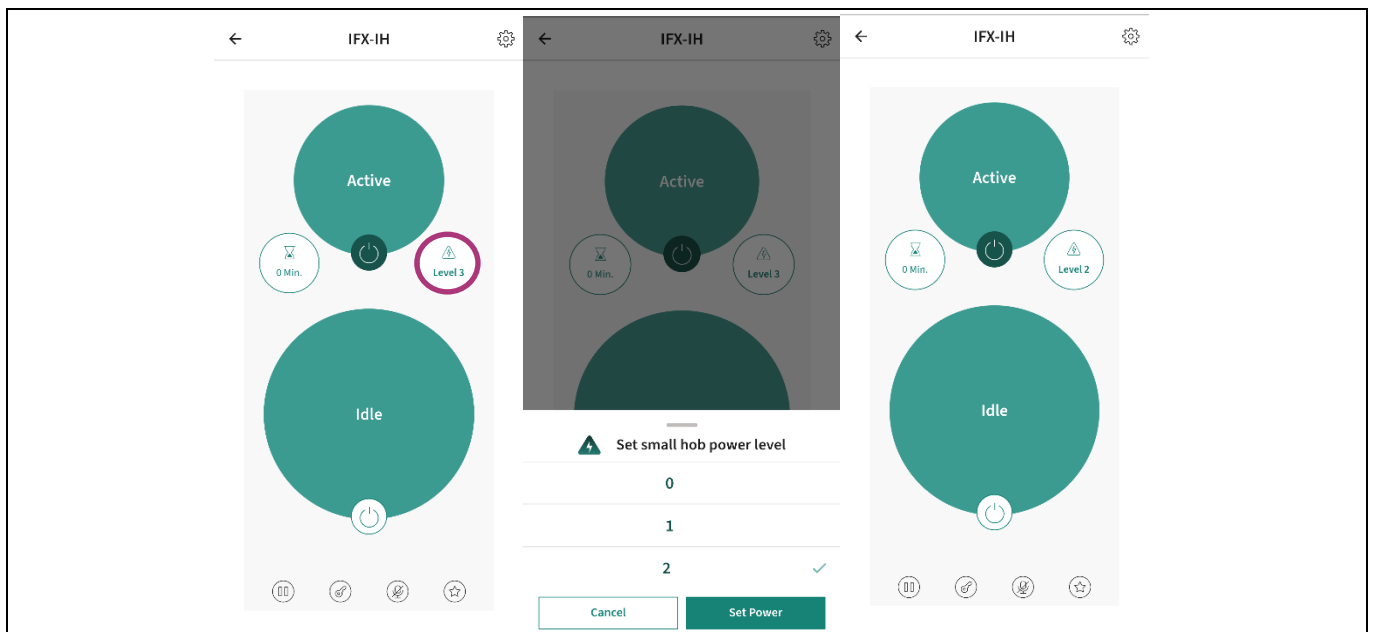 IFX-IH
Active
0 Min.
Level 3
Idle
IFX-IH
Active
0 Min.
Level 3
Set small hob power level
0
1
2
Cancel
Set Power
IFX-IH
Active
0 Min.
Level 2
Idle